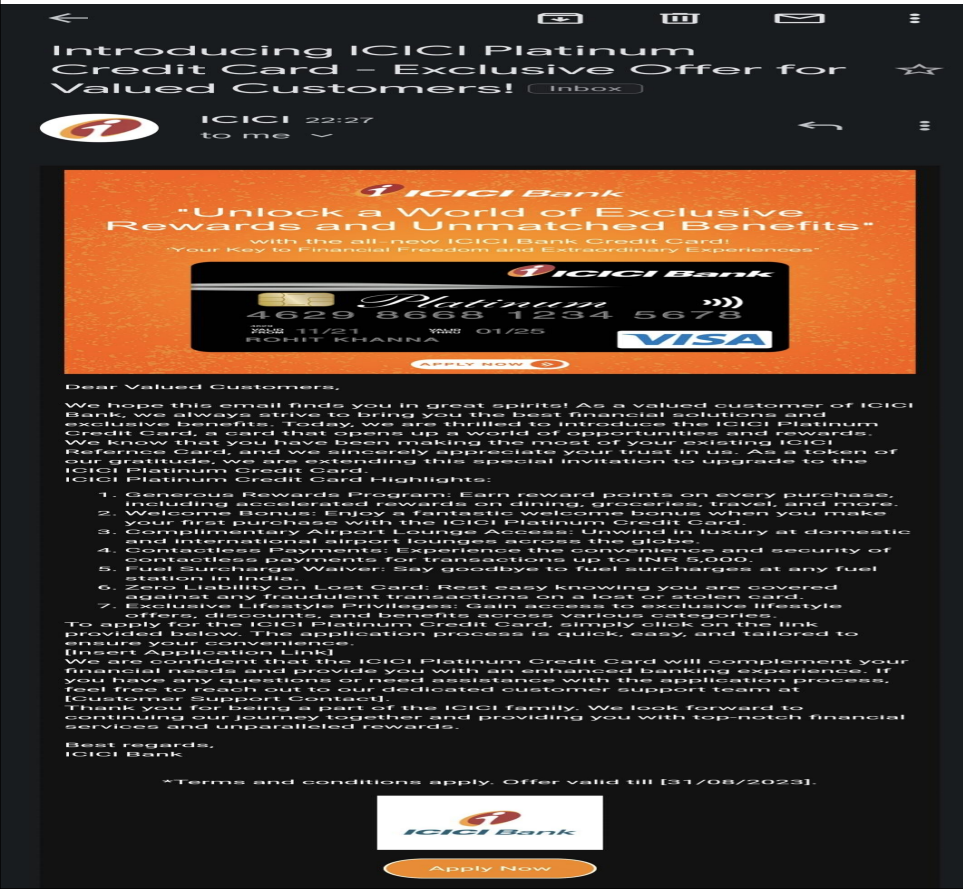 Introducing ICICI Platinum
Credit Card – Exclusive Offer for
Valued Customers! Inbox
ICICI 22:27
to me
ICICI Bank
"Unlock a World of Exclusive
Rewards and Unmatched Benefits"
with the all-new ICICI Bank Credit Card!
"Your Key to Financial Freedom and Extraordinary Experiences"
ICICI Bank
Platinum
4629 8668 1234 5678
4629
VALID FROM 11/21 VALID THRU 01/25
ROHIT KHANNA
VISA
APPLY NOW
Dear Valued Customers,
We hope this email finds you in great spirits! As a valued customer of ICICI
Bank, we always strive to bring you the best financial solutions and
exclusive benefits. Today, we are thrilled to introduce the ICICI Platinum
Credit Card, a card that opens up a world of opportunities and rewards.
We know that you have been making the most of your existing ICICI
Refernce Card, and we sincerely appreciate your trust in us. As a token of
our gratitude, we are extending this special invitation to upgrade to the
ICICI Platinum Credit Card.
ICICI Platinum Credit Card Highlights:
1. Generous Rewards Program: Earn reward points on every purchase,
including accelerated rewards on dining, groceries, travel, and more.
2. Welcome Bonus: Enjoy a fantastic welcome bonus when you make
your first purchase with the ICICI Platinum Credit Card.
3. Complimentary Airport Lounge Access: Unwind in luxury at domestic
and international airport lounges across the globe.
4. Contactless Payments: Experience the convenience and security of
contactless payments for transactions up to INR 5,000.
5. Fuel Surcharge Waiver: Say goodbye to fuel surcharges at any fuel
station in India.
6. Zero Liability on Lost Card: Rest easy knowing you are covered
against any fraudulent transactions on a lost or stolen card.
7. Exclusive Lifestyle Privileges: Gain access to exclusive lifestyle
offers, discounts, and benefits across various categories.
To apply for the ICICI Platinum Credit Card, simply click on the link
provided below. The application process is quick, easy, and tailored to
ensure your convenience.
[Insert Application Link]
We are confident that the ICICI Platinum Credit Card will complement your
financial needs and provide you with an enhanced banking experience. If
you have any questions or need assistance with the application process,
feel free to reach out to our dedicated customer support team at
[Customer Support Contact].
Thank you for being a part of the ICICI family. We look forward to
continuing our journey together and providing you with top-notch financial
services and unparalleled rewards.
Best regards,
ICICI Bank
*Terms and conditions apply. Offer valid till [31/08/2023].
ICICI Bank
Apply Now